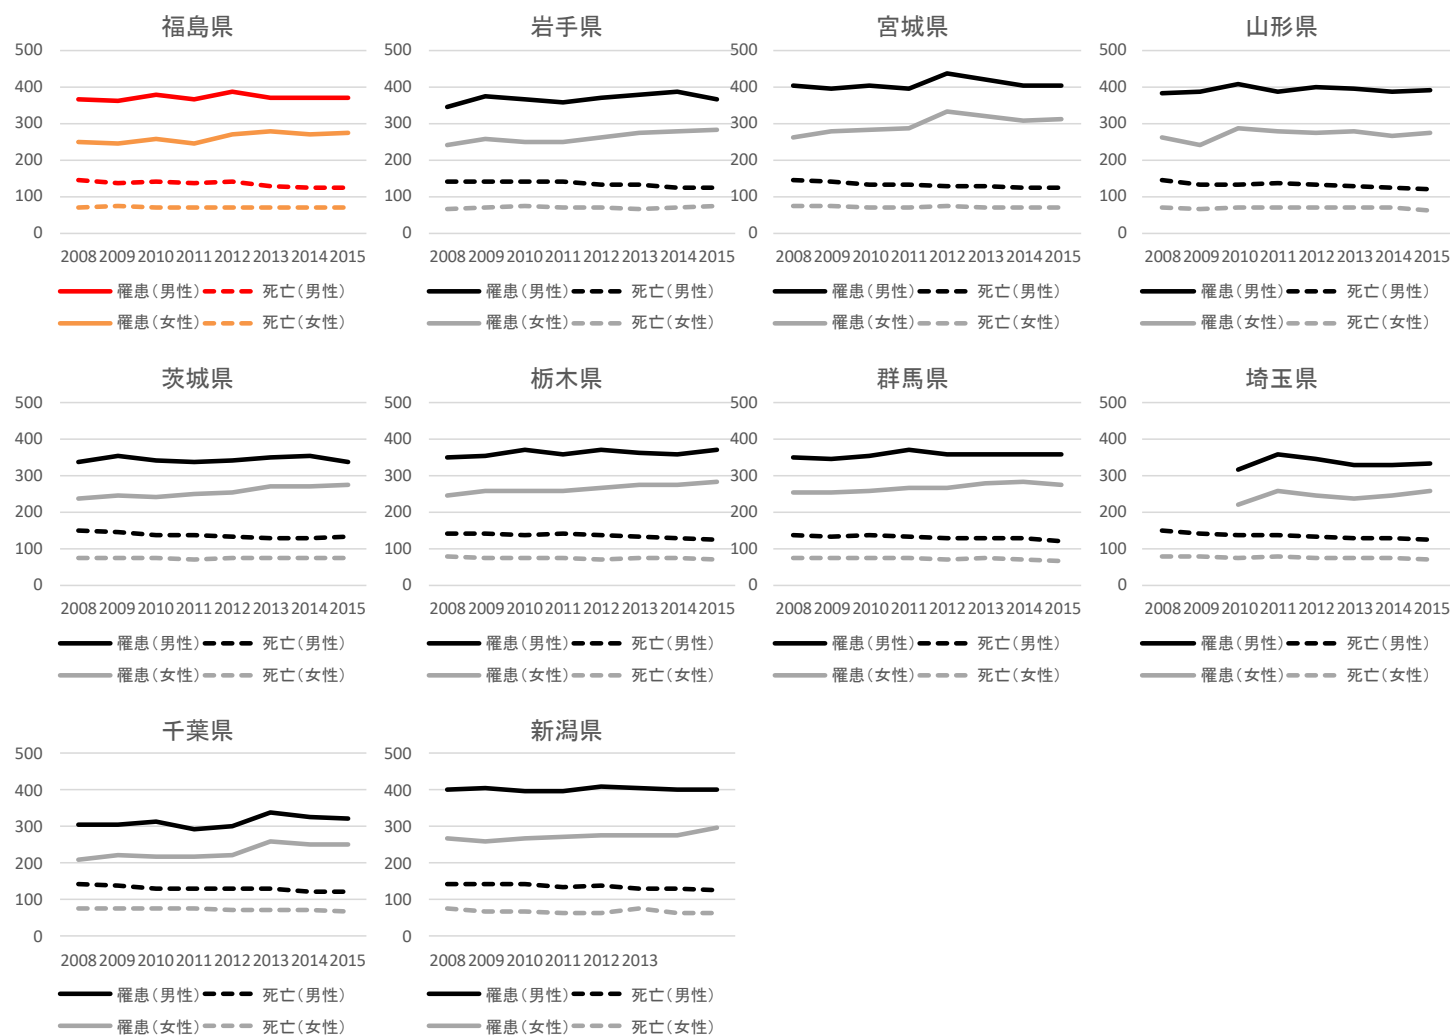 福島県 岩手県 宮城県 山形県
500 500 500 500
400 400 400 400
300 300 300 300
200 200 200 200
100 100 100 100
0 0 0 0
2008 2009 2010 2011 2012 2013 2014 2015 2008 2009 2010 2011 2012 2013 2014 2015 2008 2009 2010 2011 2012 2013 2014 2015 2008 2009 2010 2011 2012 2013 2014 2015
罹患(男性) 死亡(男性) 罹患(男性) 死亡(男性) 罹患(男性) 死亡(男性) 罹患(男性) 死亡(男性)
罹患(女性) 死亡(女性) 罹患(女性) 死亡(女性) 罹患(女性) 死亡(女性) 罹患(女性) 死亡(女性)
茨城県 栃木県 群馬県 埼玉県
500 500 500 500
400 400 400 400
300 300 300 300
200 200 200 200
100 100 100 100
0 0 0 0
2008 2009 2010 2011 2012 2013 2014 2015 2008 2009 2010 2011 2012 2013 2014 2015 2008 2009 2010 2011 2012 2013 2014 2015 2008 2009 2010 2011 2012 2013 2014 2015
罹患(男性) 死亡(男性) 罹患(男性) 死亡(男性) 罹患(男性) 死亡(男性) 罹患(男性) 死亡(男性)
罹患(女性) 死亡(女性) 罹患(女性) 死亡(女性) 罹患(女性) 死亡(女性) 罹患(女性) 死亡(女性)
千葉県 新潟県
500 500
400 400
300 300
200 200
100 100
0 0
2008 2009 2010 2011 2012 2013 2014 2015 2008 2009 2010 2011 2012 2013
罹患(男性) 死亡(男性) 罹患(男性) 死亡(男性)
罹患(女性) 死亡(女性) 罹患(女性) 死亡(女性)